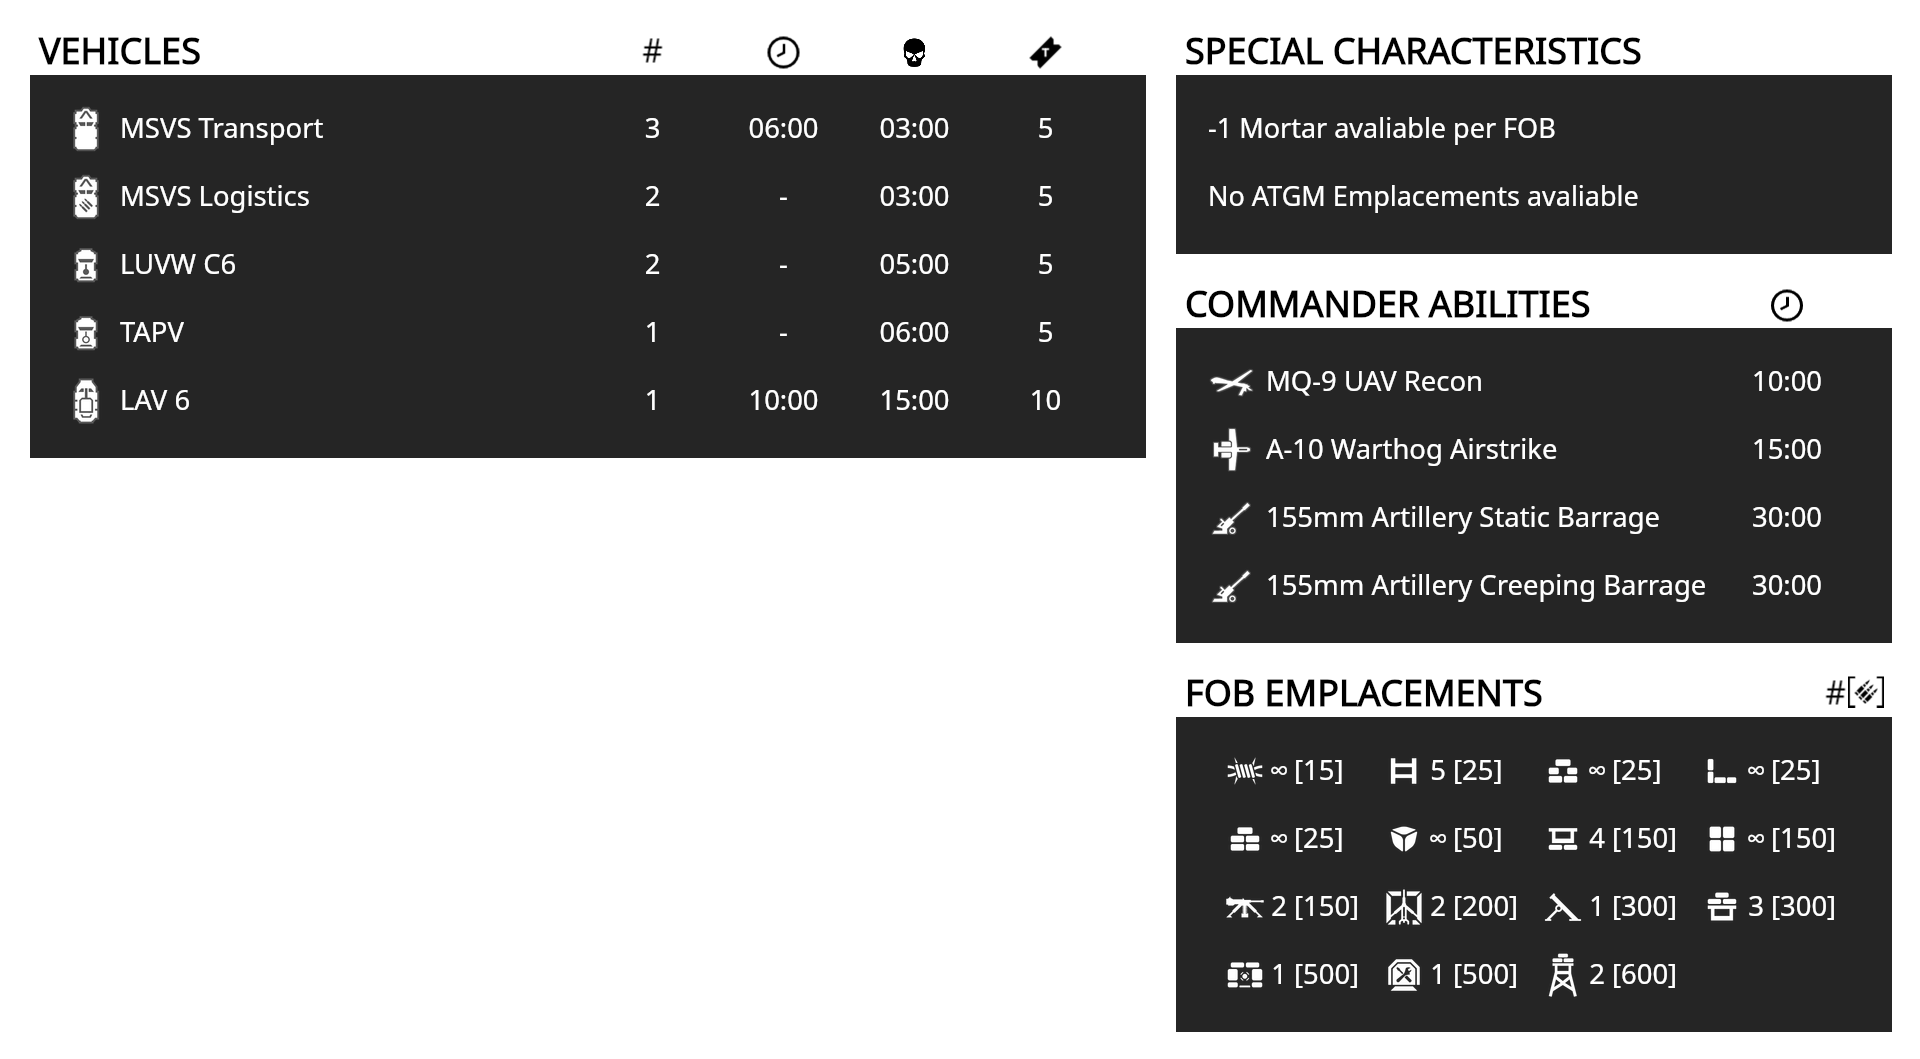 VEHICLES #
MSVS Transport 3 06:00 03:00 5
MSVS Logistics 2 - 03:00 5
LUVW C6 2 - 05:00 5
TAPV 1 - 06:00 5
LAV 6 1 10:00 15:00 10
SPECIAL CHARACTERISTICS
-1 Mortar avaliable per FOB
No ATGM Emplacements avaliable
COMMANDER ABILITIES
MQ-9 UAV Recon 10:00
A-10 Warthog Airstrike 15:00
155mm Artillery Static Barrage 30:00
155mm Artillery Creeping Barrage 30:00
FOB EMPLACEMENTS #[]
∞ [15] 5 [25] ∞ [25] ∞ [25]
∞ [25] ∞ [50] 4 [150] ∞ [150]
2 [150] 2 [200] 1 [300] 3 [300]
1 [500] 1 [500] 2 [600]